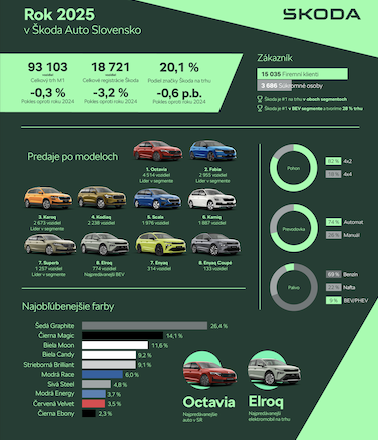 Rok 2025
v Škoda Auto Slovensko
ŠKODA
93 103
vozidiel
Celkový trh M1
-0,3 %
Pokles oproti roku 2024
18 721
vozidiel
Celkové registrácie Škoda
-3,2 %
Pokles oproti roku 2024
20,1 %
Podiel značky Škoda na trhu
-0,6 p.b.
Pokles oproti roku 2024
Zákazník
15 035 Firemní klienti
3 686 Súkromné osoby
Škoda je #1 na trhu v oboch segmentoch
Škoda je #1 v BEV segmente s
28 % trhu
Predaje po modeloch
1. Octavia
4 514 vozidiel
Líder v segmente
2. Fabia
2 955 vozidiel
Líder v segmente
3. Karoq
2 673 vozidiel
Líder v segmente
4. Kodiaq
2 238 vozidiel
5. Scala
1 976 vozidiel
6. Kamiq
1 687 vozidiel
7. Superb
1 257 vozidiel
Líder v segmente
8. Elroq
774 vozidiel
Najpredávanejší BEV
9. Enyaq
314 vozidiel
Enyaq Coupé
133 vozidiel
Pohon
82 % 4x2
18 % 4x4
Prevodovka
74 % Automat
26 % Manuál
Palivo
69 % Benzín
22 % Nafta
9 % BEV/PHEV
Najobľúbenejšie farby
Šedá Graphite 26,4 %
Čierna Magic 14,1 %
Biela Moon 11,6 %
Biela Candy 9,2 %
Strieborná Brilliant 9,1 %
Modrá Race 6,0 %
Sivá Steel 4,8 %
Modrá Energy 3,7 %
Červená Velvet 3,5 %
Čierna Ebony 2,3 %
Octavia
Najpredávanejšie
auto v SR
Elroq
Najpredávanejší
elektromobil na trhu